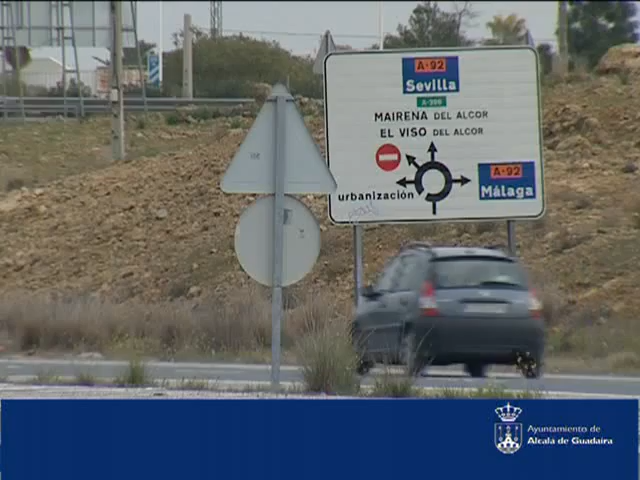 A-92
Sevilla
A-398
MAIRENA DEL ALCOR
EL VISO DEL ALCOR
A-92
Málaga
urbanización
Ayuntamiento de
Alcalá de Guadaíra